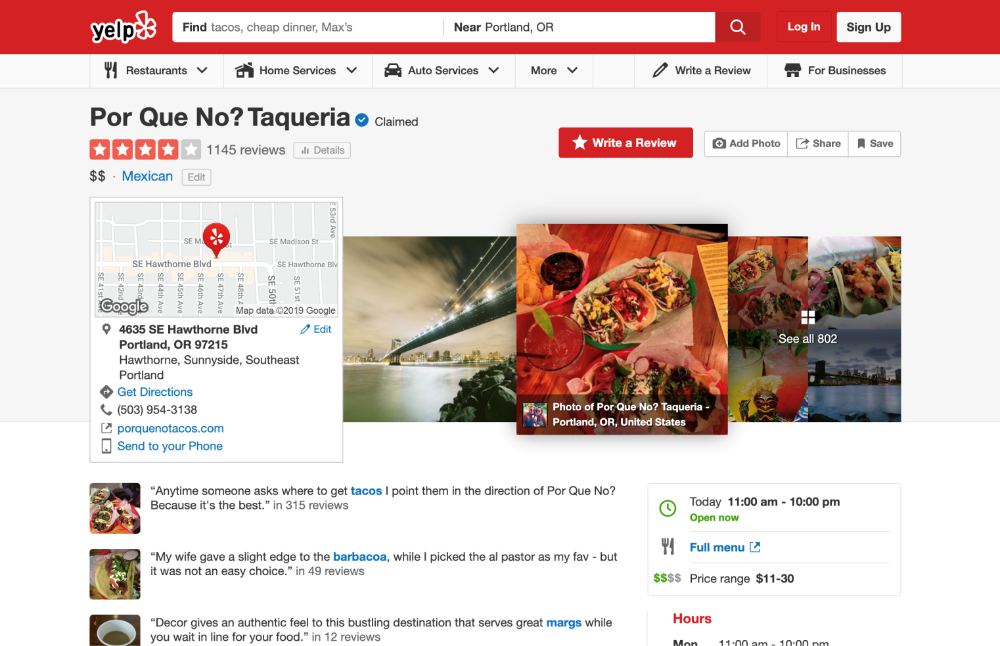 yelp
Find tacos, cheap dinner, Max's
Near Portland, OR
Log In
Sign Up
Restaurants
Home Services
Auto Services
More
Write a Review
For Businesses
Por Que No? Taqueria
Claimed
1145 reviews
Details
$$ · Mexican
Edit
Write a Review
Add Photo
Share
Save
E 53rd Ave
SE Madison St
SE Hawthorne Blvd
SE Hawthorne Blv
SE 41st Ave
SE 42nd
SE 43rd
SE 44th Ave
SE 45th Ave
SE 46th Ave
SE 47th Ave
SE 48th A
SE 50th
SE 51st
Google
Map data ©2019 Google
4635 SE Hawthorne Blvd
Edit
Portland, OR 97215
Hawthorne, Sunnyside, Southeast
Portland
Get Directions
(503) 954-3138
porquenotacos.com
Send to your Phone
Photo of Por Que No? Taqueria -
Portland, OR, United States
See all 802
“Anytime someone asks where to get tacos I point them in the direction of Por Que No?
Because it's the best.” in 315 reviews
“My wife gave a slight edge to the barbacoa, while I picked the al pastor as my fav - but
it was not an easy choice.” in 49 reviews
“Decor gives an authentic feel to this bustling destination that serves great margs while
you wait in line for your food.” in 12 reviews
Today 11:00 am - 10:00 pm
Open now
Full menu
$$$$ Price range $11-30
Hours
Mon 11:00 am - 10:00 pm